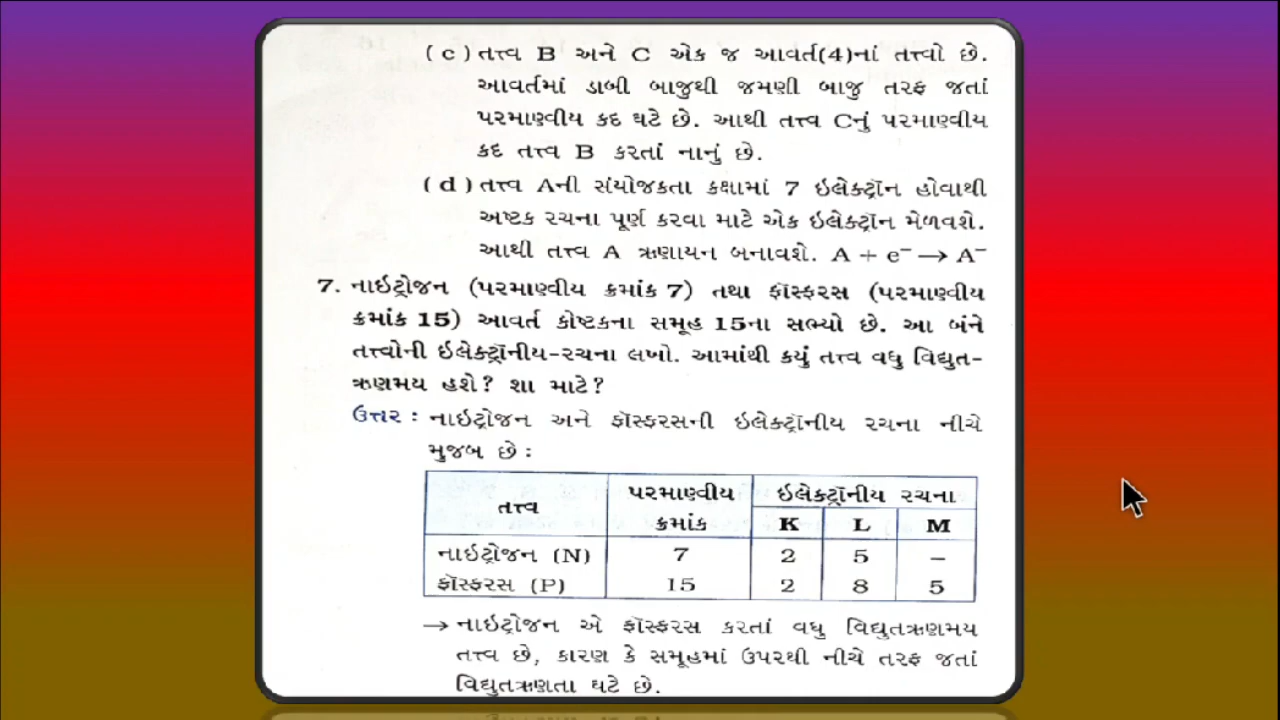 (c) તત્ત્વ B અને C એક જ આવર્ત(4)નાં તત્ત્વો છે.
આવર્તમાં ડાબી બાજુથી જમણી બાજુ તરફ જતાં
પરમાણ્વીય કદ ઘટે છે. આથી તત્ત્વ Cનું પરમાણ્વીય
કદ તત્ત્વ B કરતાં નાનું છે.
(d) તત્ત્વ Aની સંયોજકતા કક્ષામાં 7 ઇલેક્ટ્રૉન હોવાથી
અષ્ટક રચના પૂર્ણ કરવા માટે એક ઇલેક્ટ્રૉન મેળવશે.
આથી તત્ત્વ A ઋણાયન બનાવશે. A + e⁻ → A⁻
7. નાઇટ્રોજન (પરમાણ્વીય ક્રમાંક 7) તથા ફૉસ્ફરસ (પરમાણ્વીય
ક્રમાંક 15) આવર્ત કોષ્ટકના સમૂહ 15ના સભ્યો છે. આ બંને
તત્ત્વોની ઇલેક્ટ્રૉનીય-રચના લખો. આમાંથી કયું તત્ત્વ વધુ વિદ્યુત-
ઋણમય હશે? શા માટે?
ઉત્તર : નાઇટ્રોજન અને ફૉસ્ફરસની ઇલેક્ટ્રૉનીય રચના નીચે
મુજબ છે :
તત્ત્વ પરમાણ્વીય ક્રમાંક ઇલેક્ટ્રૉનીય રચના
K L M
નાઇટ્રોજન (N) 7 2 5 –
ફૉસ્ફરસ (P) 15 2 8 5
→ નાઇટ્રોજન એ ફૉસ્ફરસ કરતાં વધુ વિદ્યુતઋણમય
તત્ત્વ છે, કારણ કે સમૂહમાં ઉપરથી નીચે તરફ જતાં
વિદ્યુતઋણતા ઘટે છે.